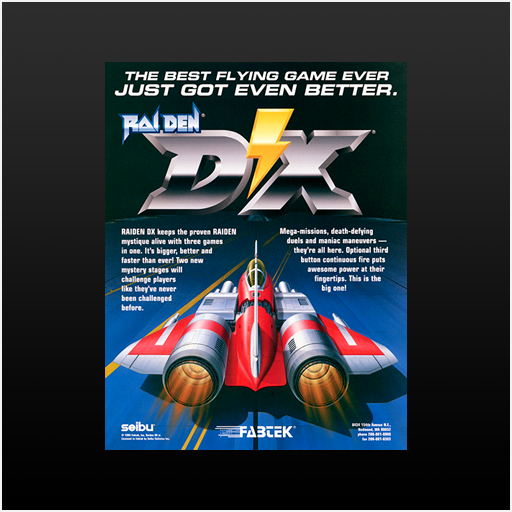 THE BEST FLYING GAME EVER
JUST GOT EVEN BETTER.
RAIDEN
DX
RAIDEN DX keeps the proven RAIDEN
mystique alive with three games
in one. It's bigger, better and
faster than ever! Two new
mystery stages will
challenge players
like they've never
been challenged
before.
Mega-missions, death-defying
duels and maniac maneuvers —
they're all here. Optional third
button continuous fire puts
awesome power at their
fingertips. This is the
big one!
seibu
FABTEK